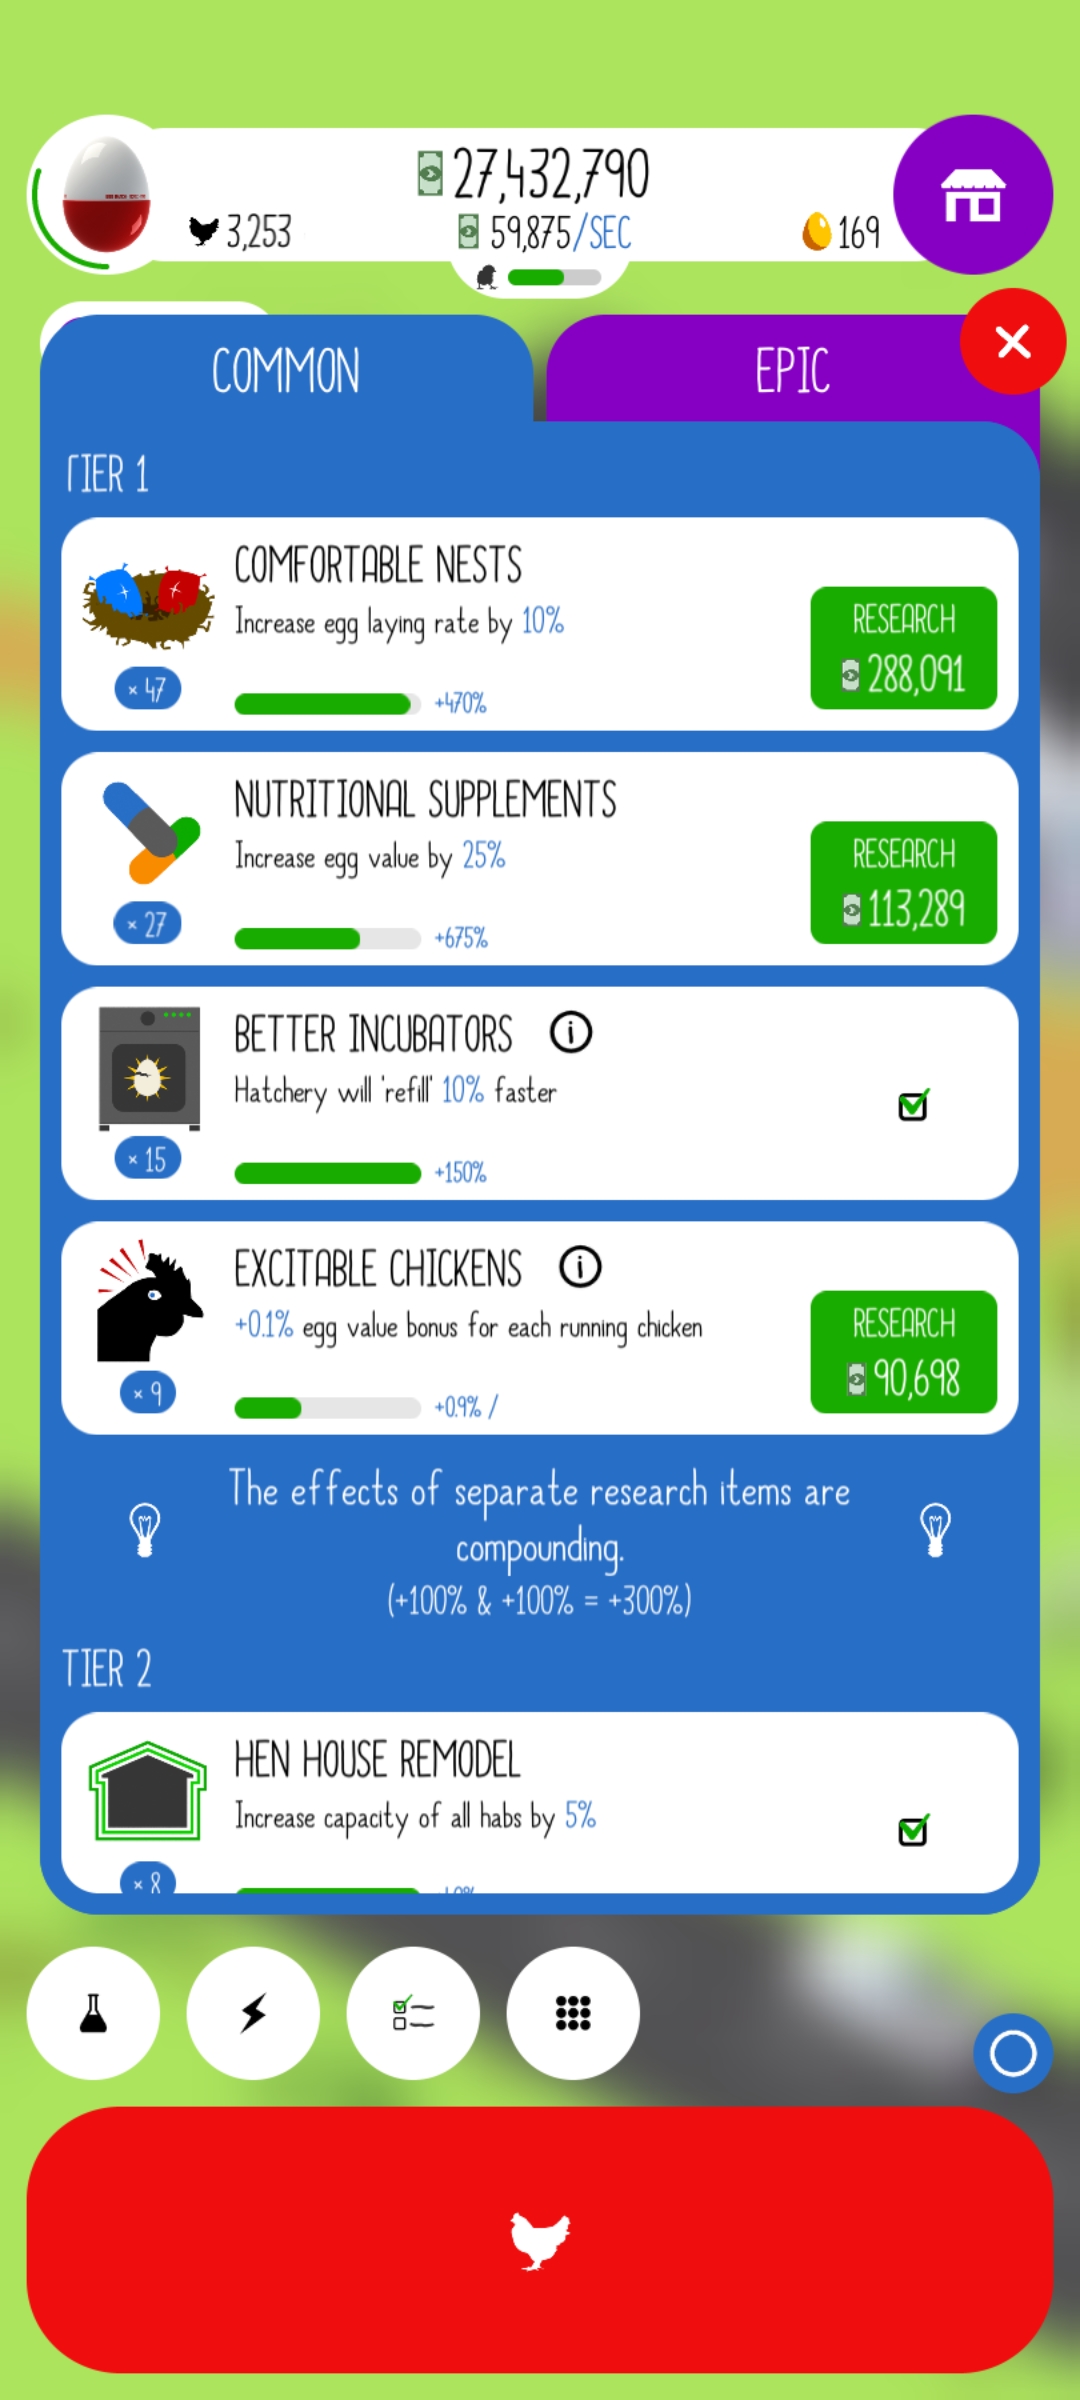 27,432,790
3,253
59,875/SEC
169
COMMON
EPIC
TIER 1
COMFORTABLE NESTS
Increase egg laying rate by 10%
RESEARCH
288,091
× 47
+470%
NUTRITIONAL SUPPLEMENTS
Increase egg value by 25%
RESEARCH
113,289
× 27
+675%
BETTER INCUBATORS
Hatchery will 'refill' 10% faster
× 15
+150%
EXCITABLE CHICKENS
+0.1% egg value bonus for each running chicken
RESEARCH
90,698
× 9
+0.9% /
The effects of separate research items are
compounding.
(+100% & +100% = +300%)
TIER 2
HEN HOUSE REMODEL
Increase capacity of all habs by 5%
× 8